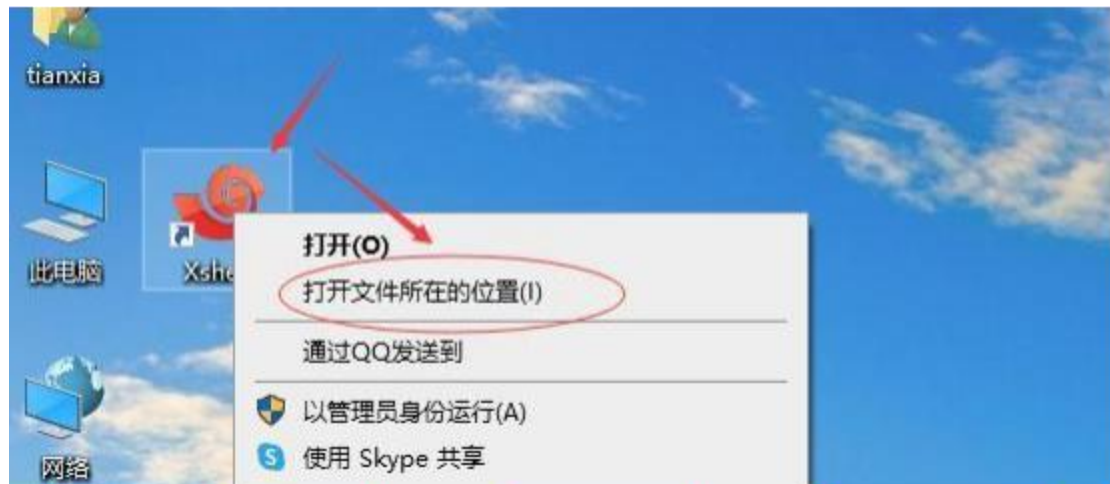 tianxia
此电脑
Xshe
网络
打开(O)
打开文件所在的位置(I)
通过QQ发送到
以管理员身份运行(A)
使用 Skype 共享